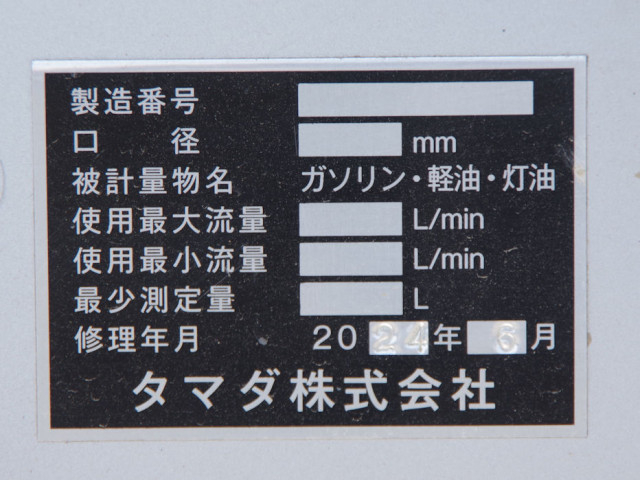 製造番号
口径 mm
被計量物名 ガソリン・軽油・灯油
使用最大流量 L/min
使用最小流量 L/min
最少測定量 L
修理年月 2024年 6月
タマダ株式会社